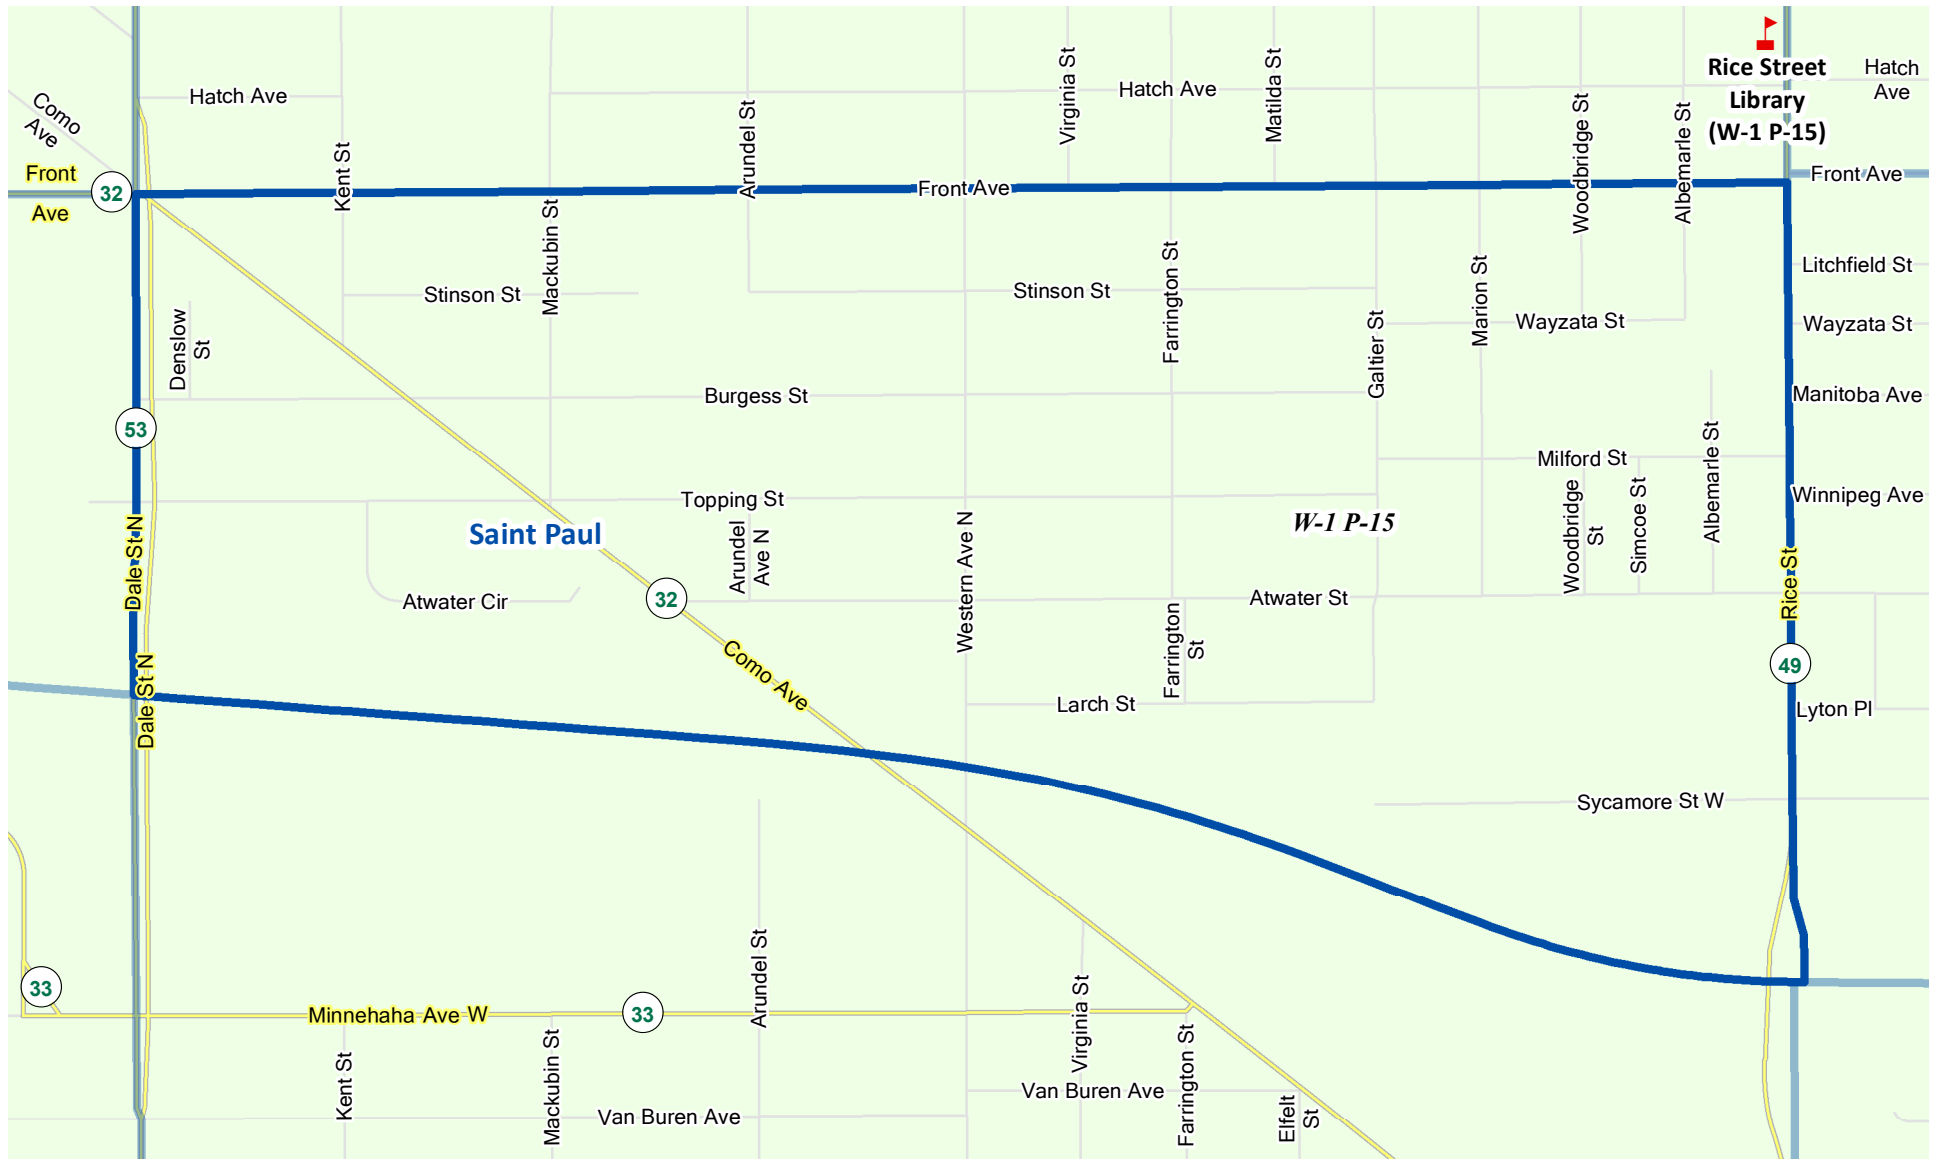 Hatch Ave
Como
Ave
Front
Ave
32
Kent St
Arundel St
Virginia St
Hatch Ave
Matilda St
Woodbridge St
Albemarle St
Rice Street
Library
(W-1 P-15)
Hatch
Ave
Front Ave
Front Ave
Mackubin St
Stinson St
Stinson St
Farrington St
Galtier St
Marion St
Wayzata St
Litchfield St
Wayzata St
Denslow
St
Burgess St
Manitoba Ave
53
Topping St
Milford St
Woodbridge
St
Simcoe St
Albemarle St
Winnipeg Ave
Dale St N
Saint Paul
Arundel
Ave N
Western Ave N
W-1 P-15
Rice St
Atwater Cir
32
Atwater St
Farrington
St
49
Dale St N
Como Ave
Larch St
Lyton Pl
Sycamore St W
33
Minnehaha Ave W
33
Arundel St
Virginia St
Kent St
Mackubin St
Van Buren Ave
Van Buren Ave
Farrington St
Elfelt
St